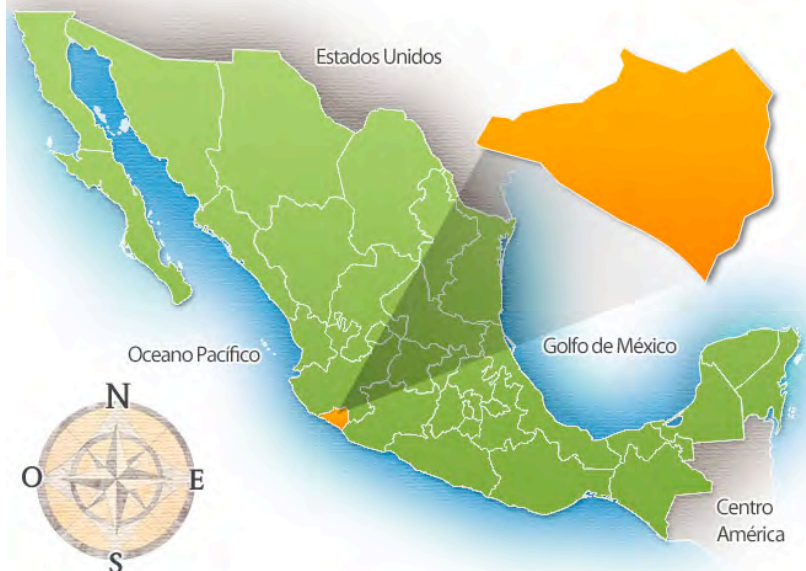 Estados Unidos
Oceano Pacífico
Golfo de México
N
O
E
S
Centro
América